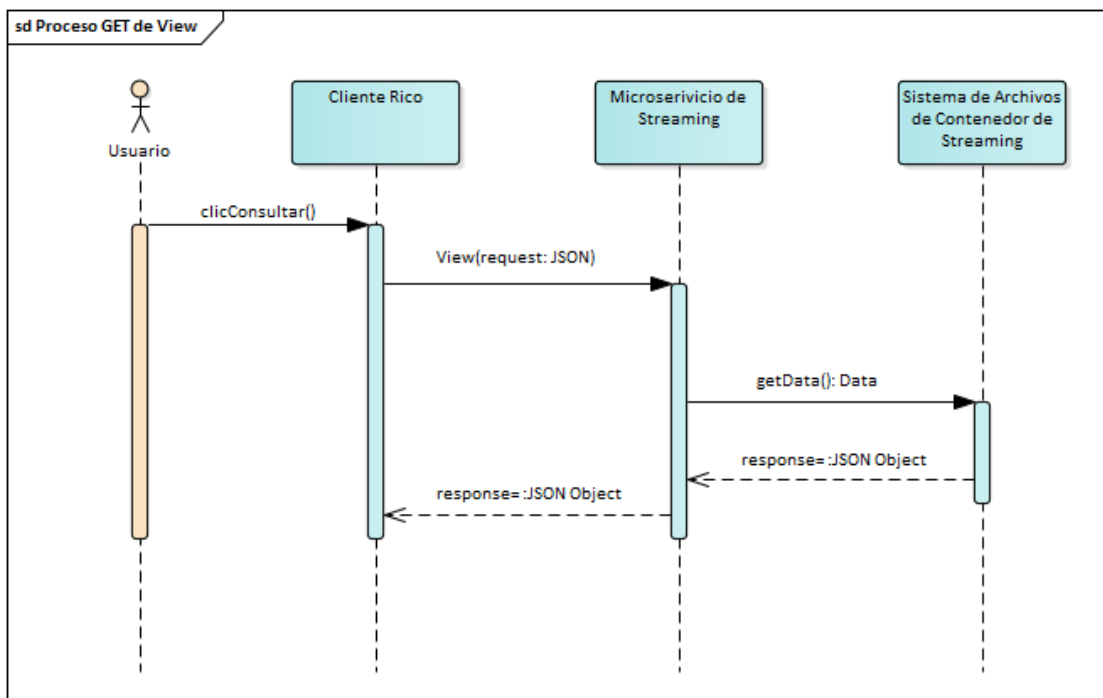 sd Proceso GET de View
Usuario
Cliente Rico
Microserivicio de
Streaming
Sistema de Archivos
de Contenedor de
Streaming
clicConsultar()
View(request: JSON)
getData(): Data
response= :JSON Object
response= :JSON Object